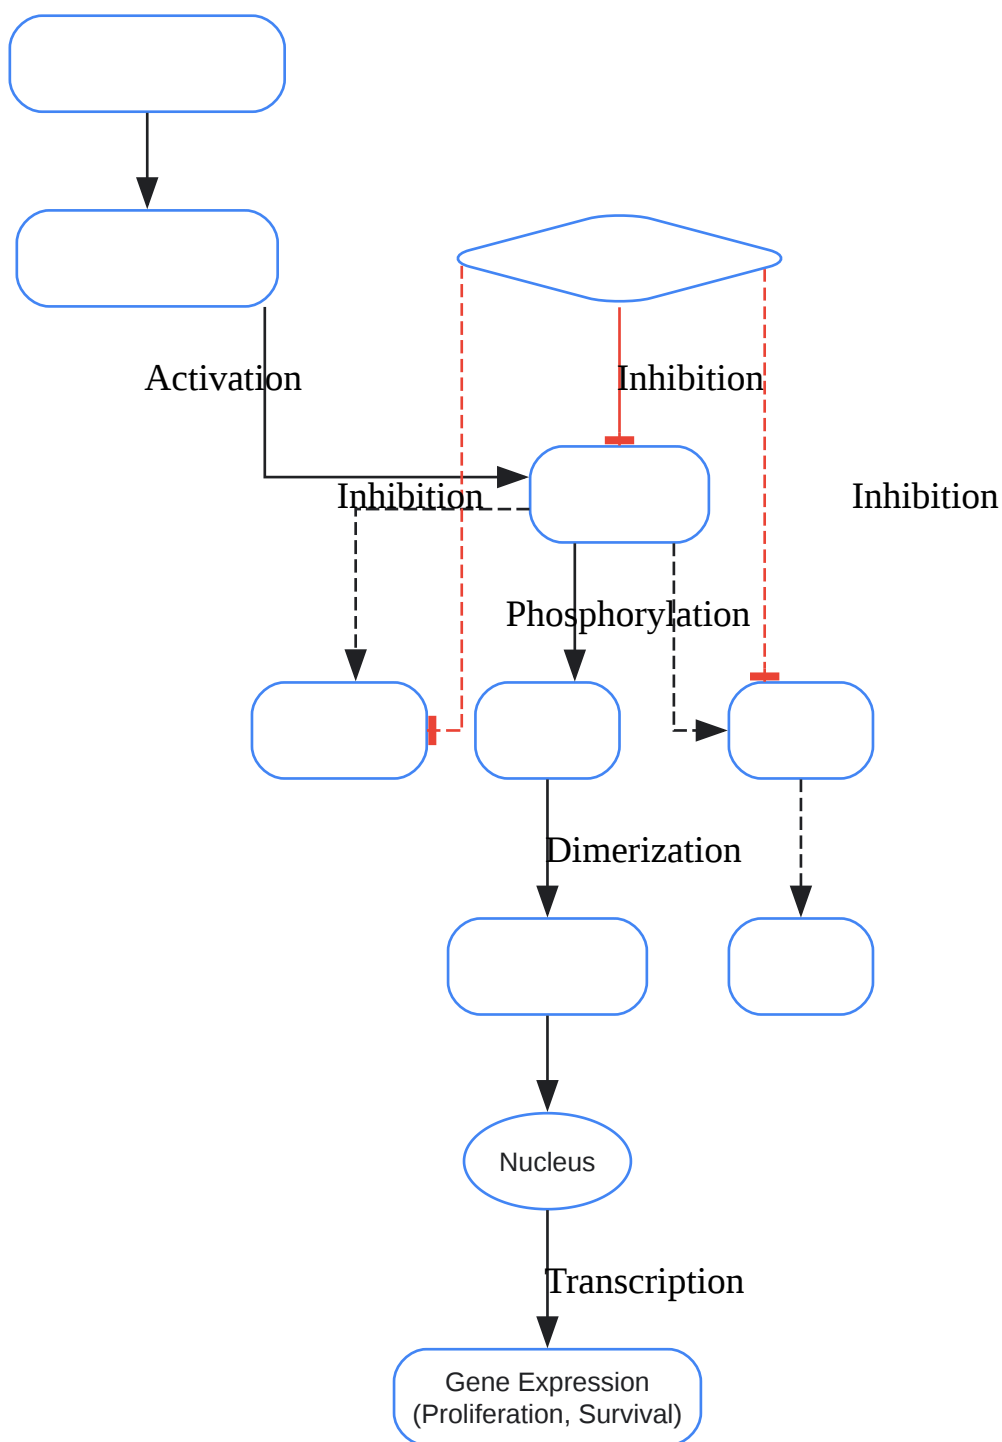 Activation
Inhibition
Inhibition
Inhibition
Phosphorylation
Dimerization
Nucleus
Transcription
Gene Expression
(Proliferation, Survival)